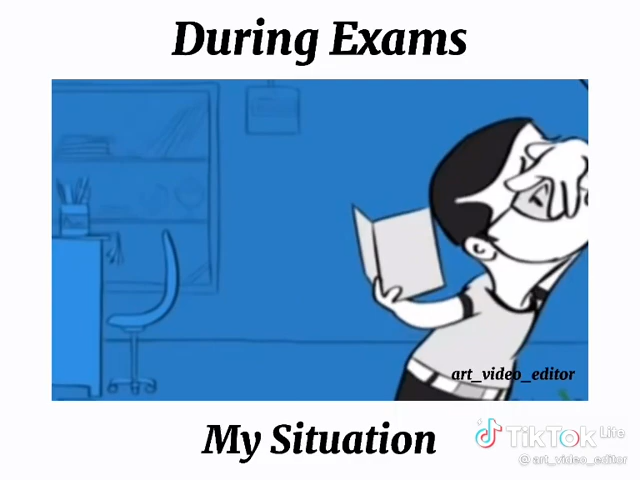 During Exams
art_video_editor
My Situation
TikTok Lite
@art_video_editor